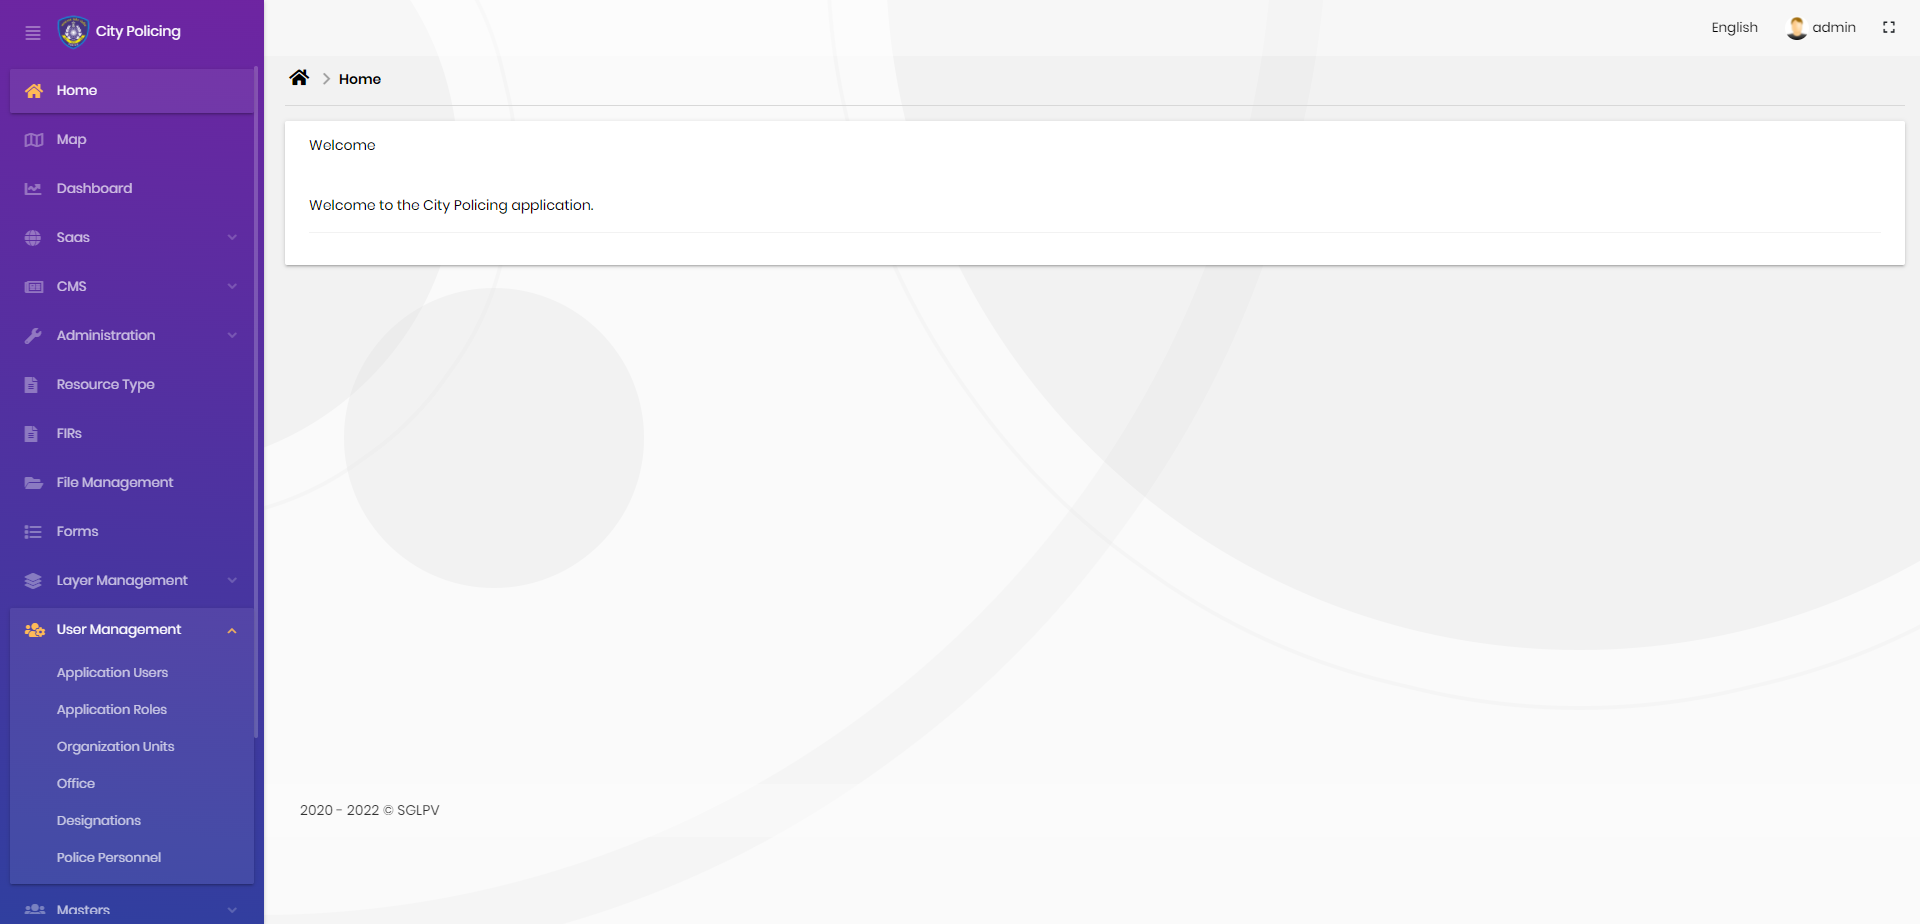 City Policing
Home
Map
Dashboard
Saas
CMS
Administration
Resource Type
FIRs
File Management
Forms
Layer Management
User Management
Application Users
Application Roles
Organization Units
Office
Designations
Police Personnel
Masters
English
admin
Home
Welcome
Welcome to the City Policing application.
2020 - 2022 © SGLPV